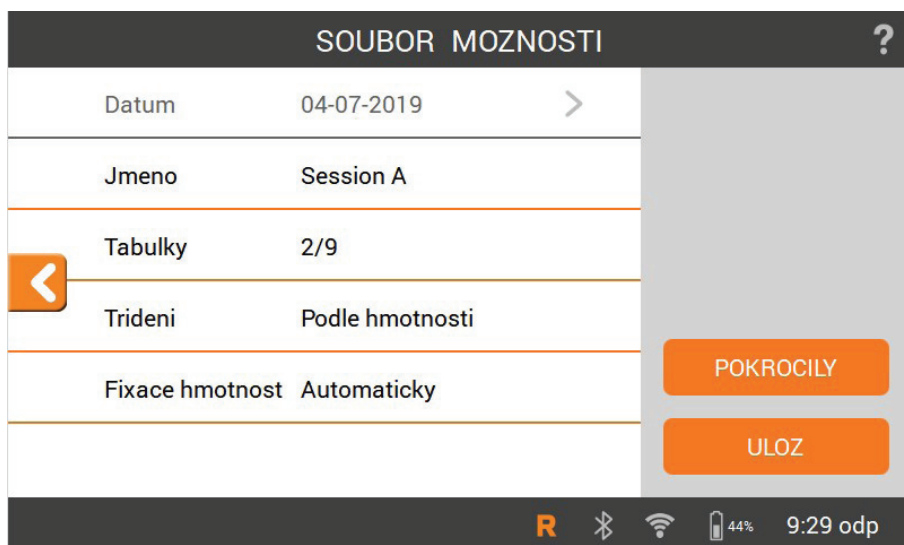 SOUBOR MOZNOSTI ?
Datum 04-07-2019
Jmeno Session A
Tabulky 2/9
Trideni Podle hmotnosti
Fixace hmotnost Automaticky
POKROCILY
ULOZ
R 44% 9:29 odp